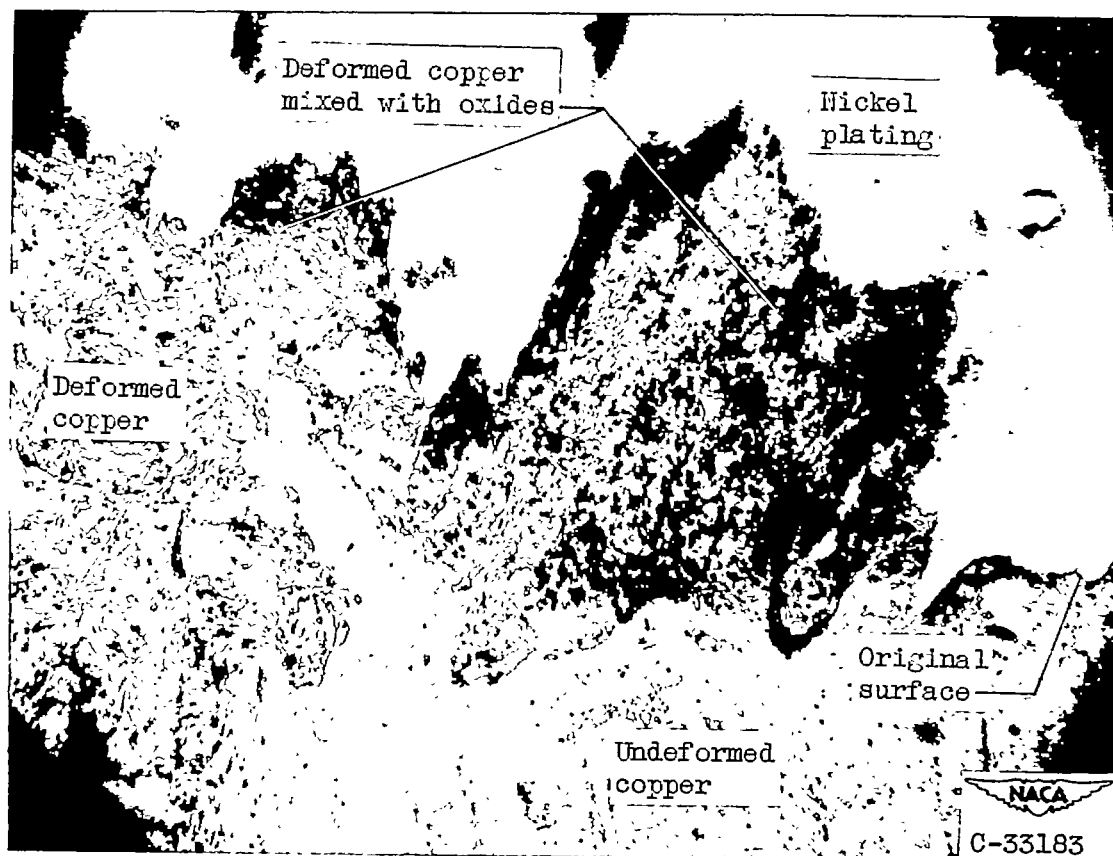 Deformed copper
mixed with oxides
Nickel
plating
Deformed
copper
Original
surface
Undeformed
copper
NACA
C-33183